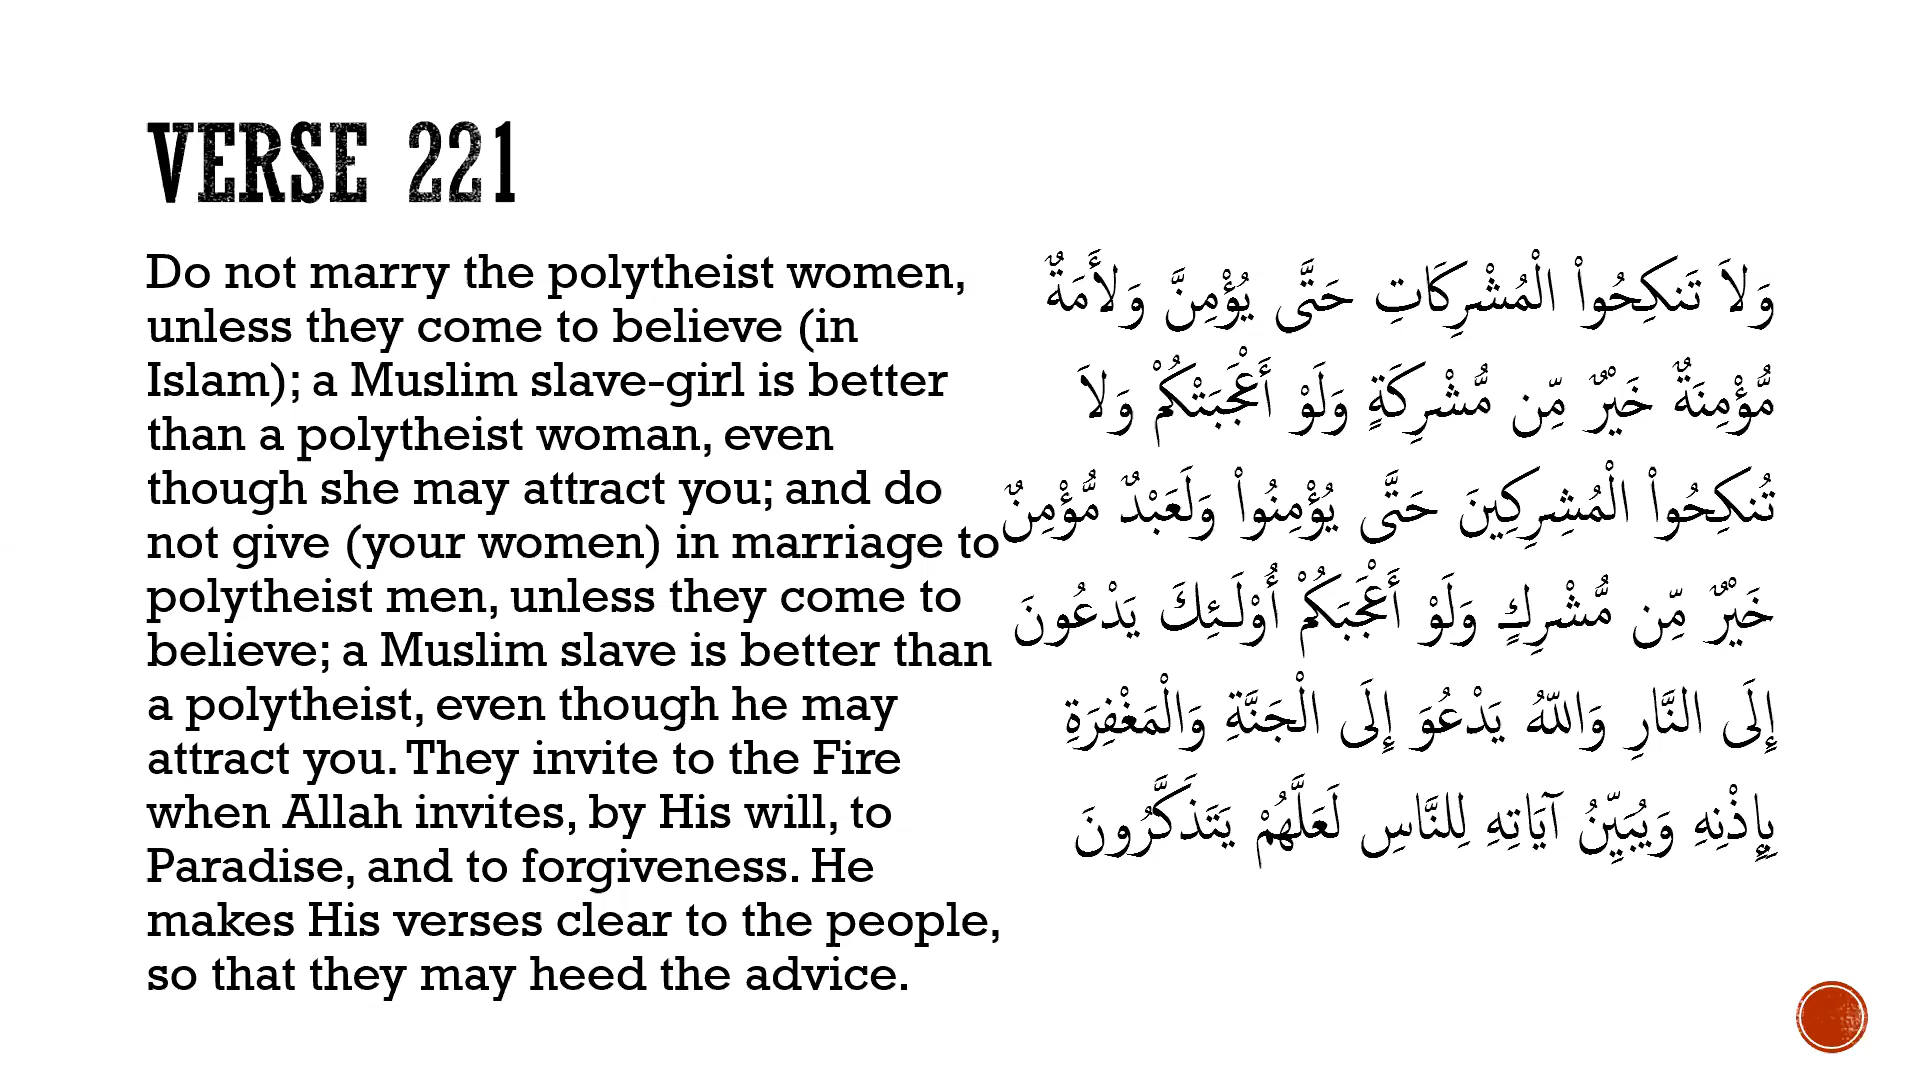 VERSE 221
Do not marry the polytheist women,
unless they come to believe (in
Islam); a Muslim slave-girl is better
than a polytheist woman, even
though she may attract you; and do
not give (your women) in marriage to
polytheist men, unless they come to
believe; a Muslim slave is better than
a polytheist, even though he may
attract you. They invite to the Fire
when Allah invites, by His will, to
Paradise, and to forgiveness. He
makes His verses clear to the people,
so that they may heed the advice.
وَلاَ تَنكِحُواْ الْمُشْرِكَاتِ حَتَّى يُؤْمِنَّ وَلأَمَةٌ
مُّؤْمِنَةٌ خَيْرٌ مِّن مُّشْرِكَةٍ وَلَوْ أَعْجَبَتْكُمْ وَلاَ
تُنكِحُواْ الْمُشِرِكِينَ حَتَّى يُؤْمِنُواْ وَلَعَبْدٌ مُّؤْمِنٌ
خَيْرٌ مِّن مُّشْرِكٍ وَلَوْ أَعْجَبَكُمْ أُوْلَـئِكَ يَدْعُونَ
إِلَى النَّارِ وَاللّهُ يَدْعُوَ إِلَى الْجَنَّةِ وَالْمَغْفِرَةِ
بِإِذْنِهِ وَيُبَيِّنُ آيَاتِهِ لِلنَّاسِ لَعَلَّهُمْ يَتَذَكَّرُونَ